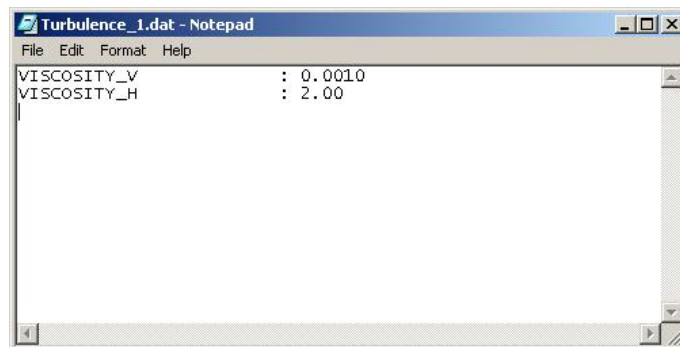 Turbulence_1.dat - Notepad
File Edit Format Help
VISCOSITY_V : 0.0010
VISCOSITY_H : 2.00